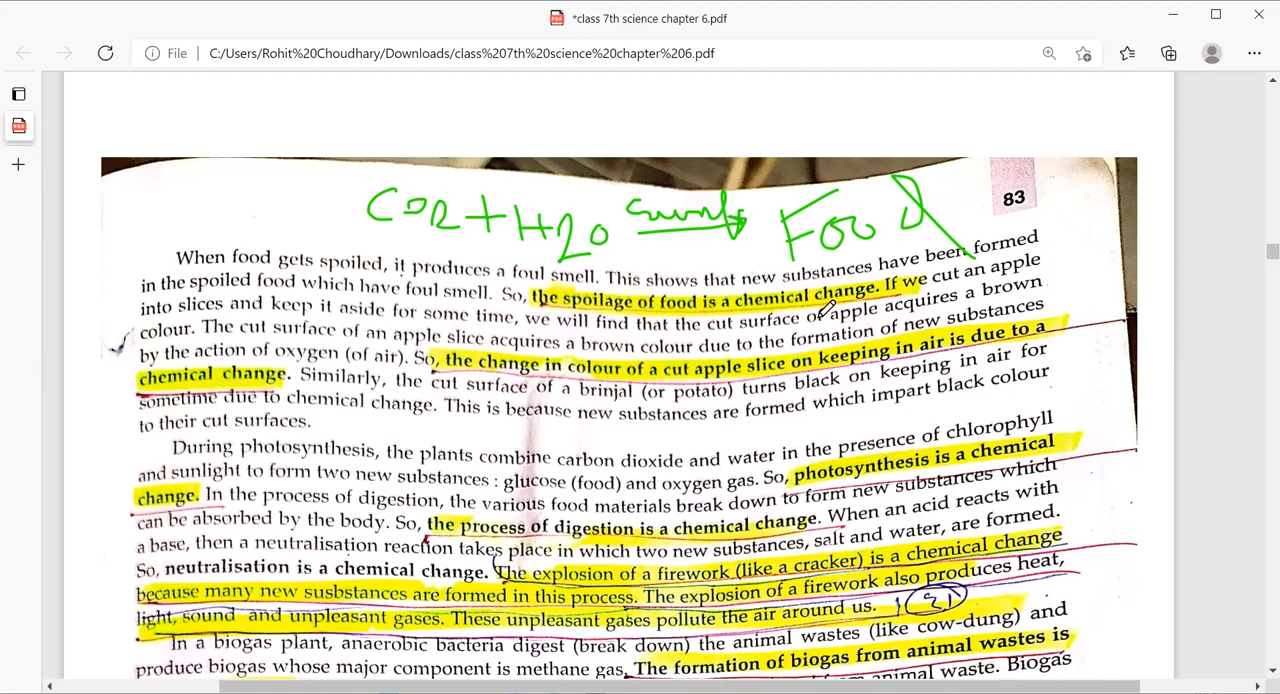 *class 7th science chapter 6.pdf
File
C:/Users/Rohit%20Choudhary/Downloads/class%207th%20science%20chapter%206.pdf
CO2+H2O Food
83
When food gets spoiled, it produces a foul smell. This shows that new substances have been formed
in the spoiled food which have foul smell. So, the spoilage of food is a chemical change. If we cut an apple
into slices and keep it aside for some time, we will find that the cut surface of apple acquires a brown
colour. The cut surface of an apple slice acquires a brown colour due to the formation of new substances
by the action of oxygen (of air). So, the change in colour of a cut apple slice on keeping in air is due to a
chemical change. Similarly, the cut surface of a brinjal (or potato) turns black on keeping in air for
sometime due to chemical change. This is because new substances are formed which impart black colour
to their cut surfaces.
During photosynthesis, the plants combine carbon dioxide and water in the presence of chlorophyll
and sunlight to form two new substances : glucose (food) and oxygen gas. So, photosynthesis is a chemical
change. In the process of digestion, the various food materials break down to form new substances which
can be absorbed by the body. So, the process of digestion is a chemical change. When an acid reacts with
a base, then a neutralisation reaction takes place in which two new substances, salt and water, are formed.
So, neutralisation is a chemical change. The explosion of a firework (like a cracker) is a chemical change
because many new susbstances are formed in this process. The explosion of a firework also produces heat,
light, sound and unpleasant gases. These unpleasant gases pollute the air around us.
In a biogas plant, anaerobic bacteria digest (break down) the animal wastes (like cow-dung) and
produce biogas whose major component is methane gas. The formation of biogas from animal wastes is
animal waste. Biogas